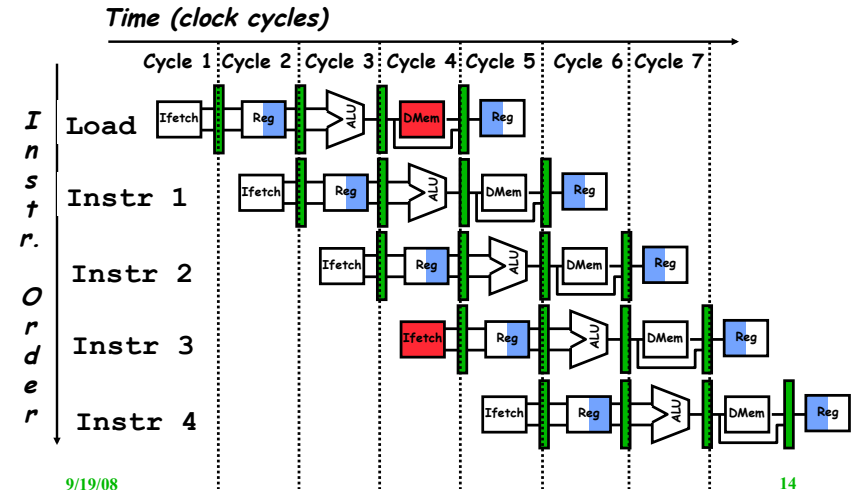 Time (clock cycles)
Cycle 1 Cycle 2 Cycle 3 Cycle 4 Cycle 5 Cycle 6 Cycle 7
Instr. Order
Load Ifetch Reg ALU DMem Reg
Instr 1 Ifetch Reg ALU DMem Reg
Instr 2 Ifetch Reg ALU DMem Reg
Instr 3 Ifetch Reg ALU DMem Reg
Instr 4 Ifetch Reg ALU DMem Reg
9/19/08 14